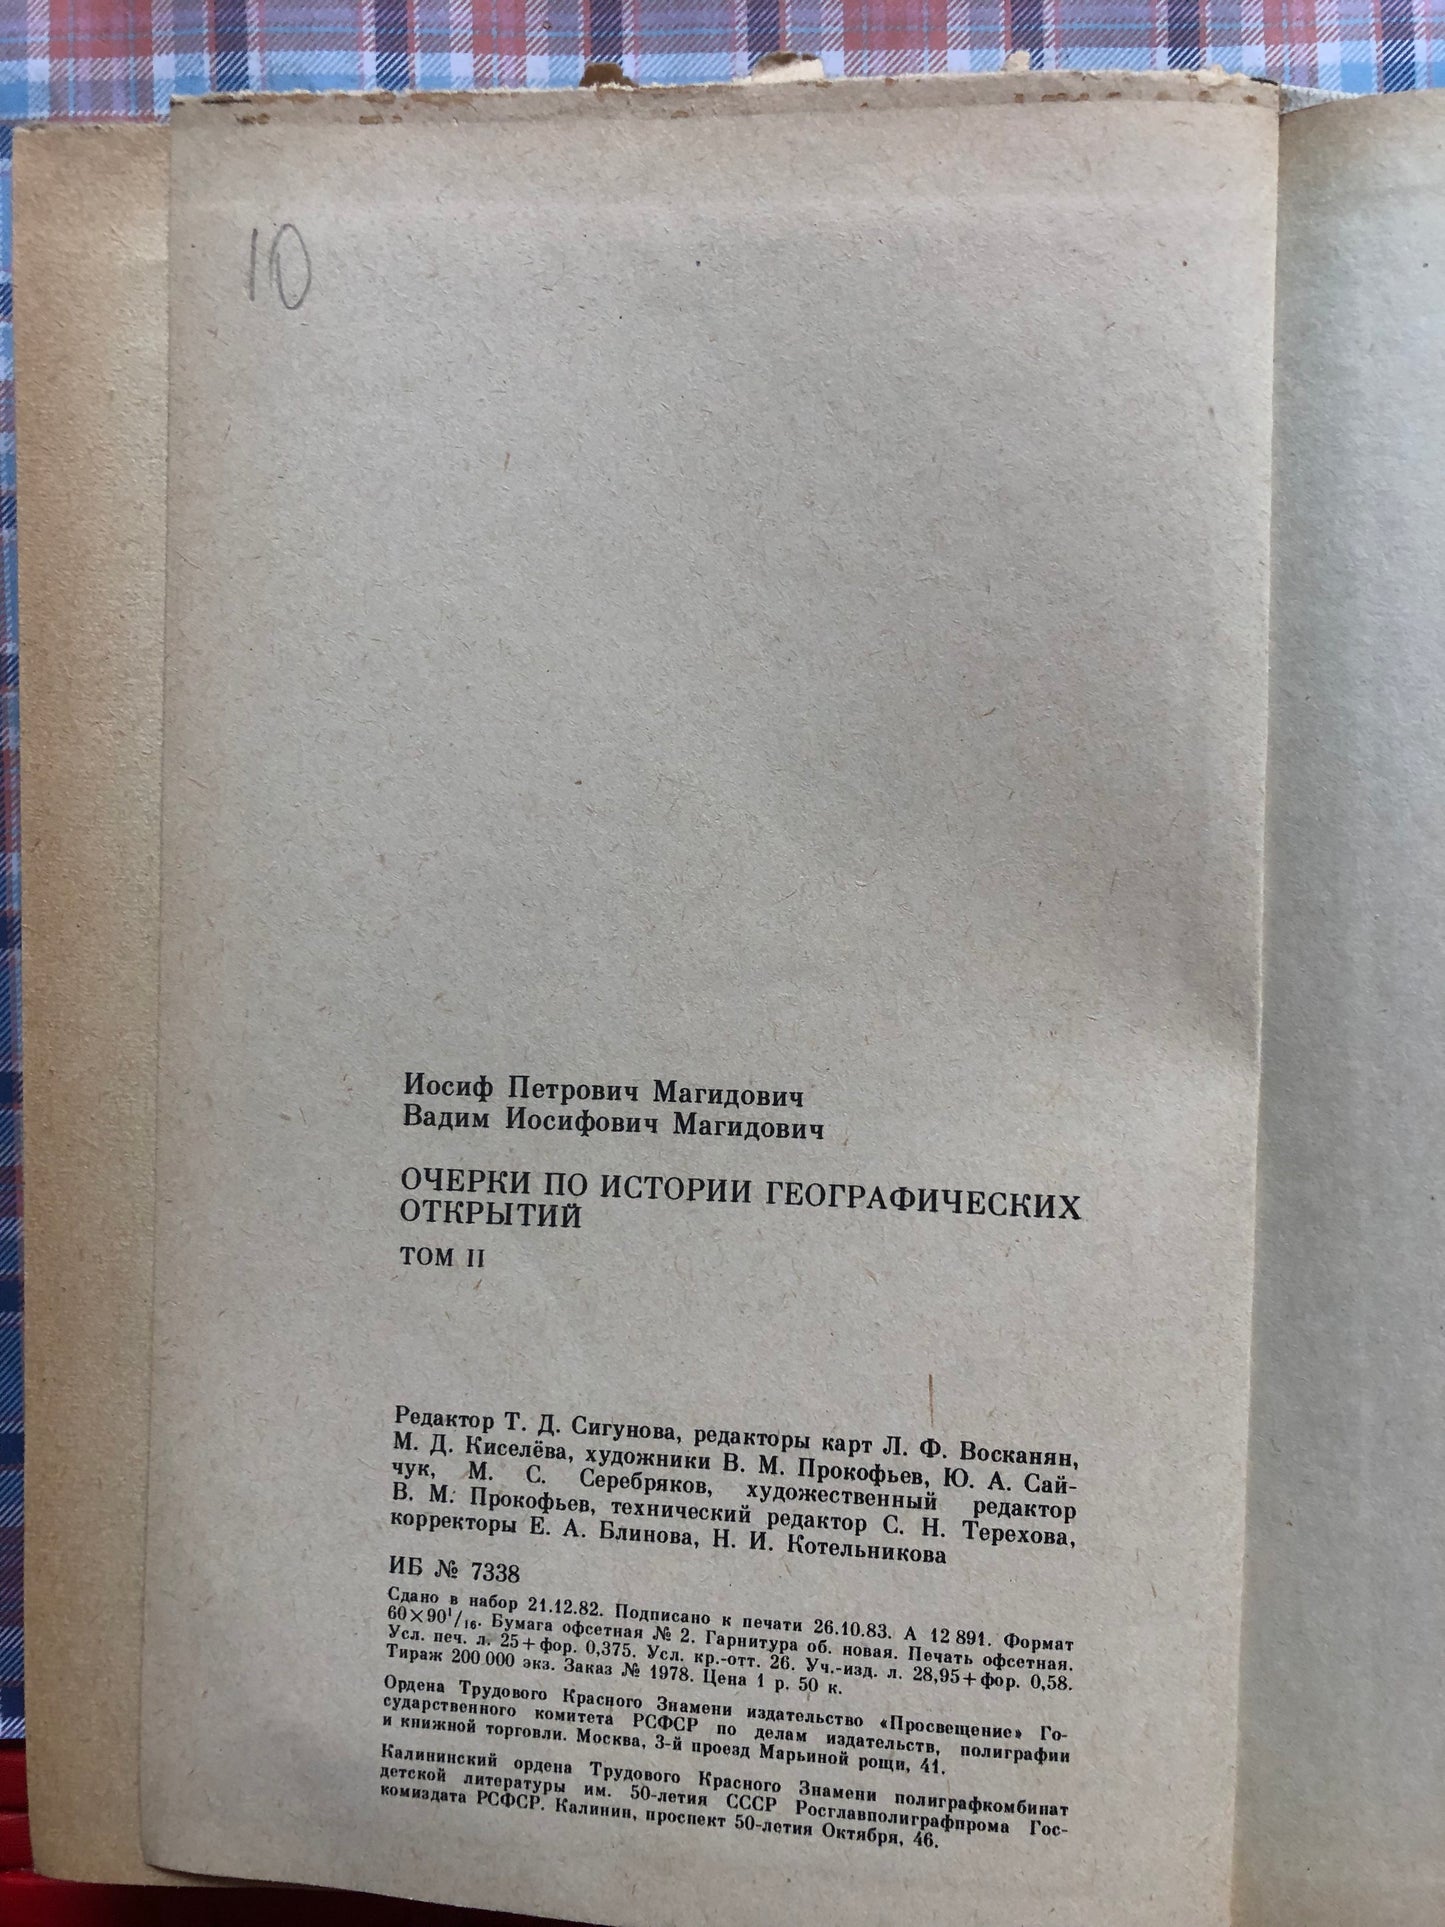 10
Иосиф Петрович Магидович
Вадим Иосифович Магидович
ОЧЕРКИ ПО ИСТОРИИ ГЕОГРАФИЧЕСКИХ
ОТКРЫТИЙ
ТОМ II
Редактор Т. Д. Сигунова, редакторы карт Л. Ф. Восканян,
М. Д. Киселёва, художники В. М. Прокофьев, Ю. А. Сай-
чук, М. С. Серебряков, художественный редактор
В. М. Прокофьев, технический редактор С. Н. Терехова,
корректоры Е. А. Блинова, Н. И. Котельникова
ИБ № 7338
Сдано в набор 21.12.82. Подписано к печати 26.10.83. А 12 891. Формат
60×90¹/₁₆. Бумага офсетная № 2. Гарнитура об. новая. Печать офсетная.
Усл. печ. л. 25+фор. 0,375. Усл. кр.-отт. 26. Уч.-изд. л. 28,95+фор. 0,58.
Тираж 200 000 экз. Заказ № 1978. Цена 1 р. 50 к.
Ордена Трудового Красного Знамени издательство «Просвещение» Го-
сударственного комитета РСФСР по делам издательств, полиграфии
и книжной торговли. Москва, 3-й проезд Марьиной рощи, 41.
Калининский ордена Трудового Красного Знамени полиграфкомбинат
детской литературы им. 50-летия СССР Росглавполиграфпрома Гос-
комиздата РСФСР. Калинин, проспект 50-летия Октября, 46.